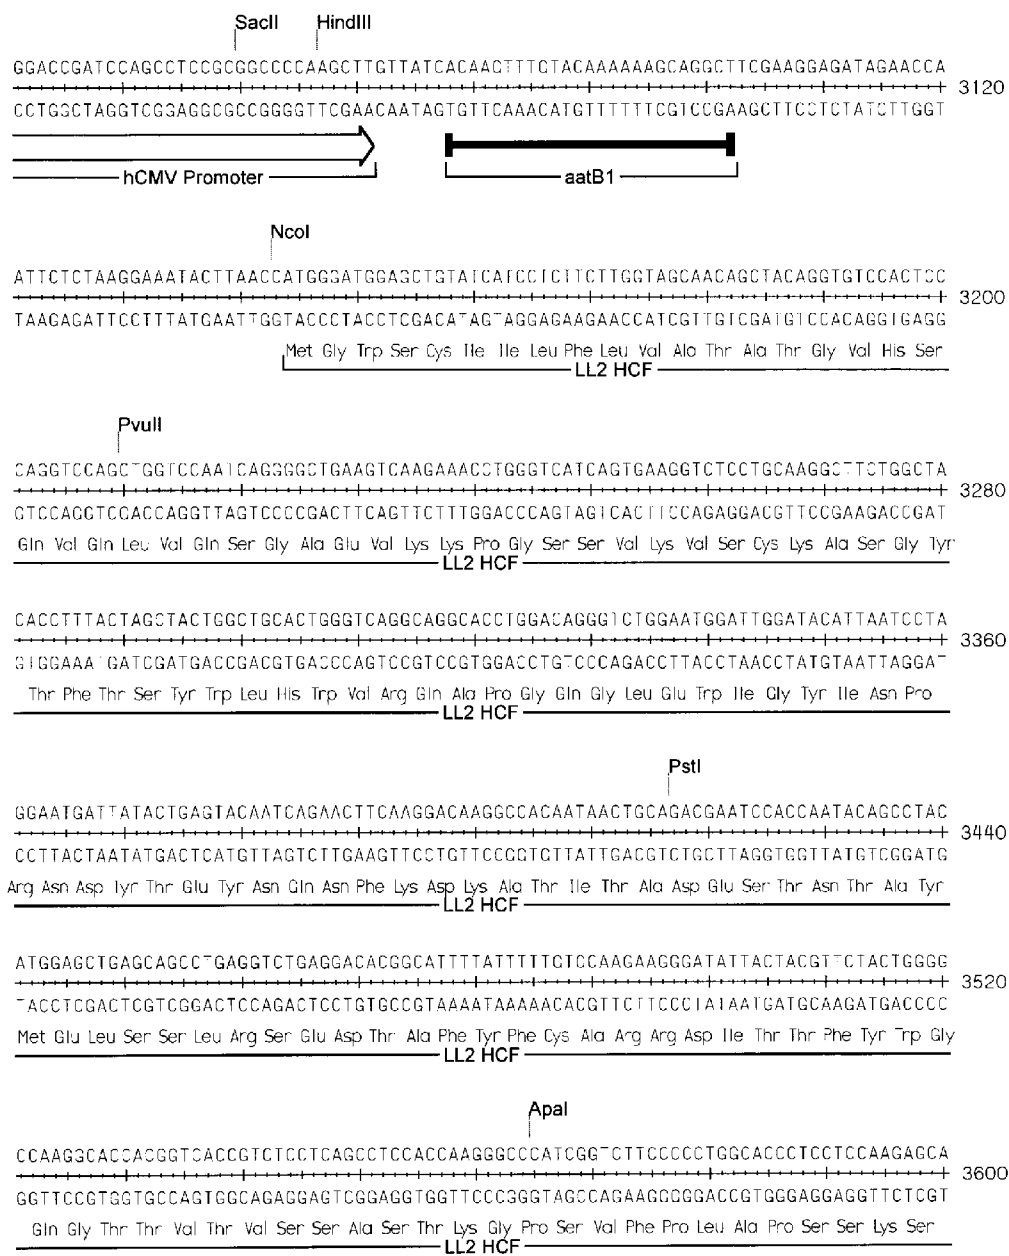 SacII HindIII
GGACCGATCCAGCCTCCGCGGCCCCAAGCTTGTTATCACAAGTTTGTACAAAAAAGCAGGCTTCGAAGGAGATAGAACCA
3120
CCTGGCTAGGTCGGAGGCGCCGGGGTTCGAACAATAGTGTTCAAACATGTTTTTTCGTCCGAAGCTTCCTCTATCTTGGT
hCMV Promoter aatB1
NcoI
ATTCTCTAAGGAAATACTTAACCATGGGATGGAGCTGTATCATCCTCTTCTTGGTAGCAACAGCTACAGGTGTCCACTCC
3200
TAAGAGATTCCTTTATGAATTGGTACCCTACCTCGACATAGTAGGAGAAGAACCATCGTTGTCGATGTCCACAGGTGAGG
Met Gly Trp Ser Cys Ile Ile Leu Phe Leu Val Ala Thr Ala Thr Gly Val His Ser
LL2 HCF
PvuII
CAGGTCCAGCTGGTCCAATCAGGGGCTGAAGTCAAGAAACCTGGGTCATCAGTGAAGGTCTCCTGCAAGGCTTCTGGCTA
3280
GTCCAGGTCGACCAGGTTAGTCCCCGACTTCAGTTCTTTGGACCCAGTAGTCACTTCCAGAGGACGTTCCGAAGACCGAT
Gln Val Gln Leu Val Gln Ser Gly Ala Glu Val Lys Lys Pro Gly Ser Ser Val Lys Val Ser Cys Lys Ala Ser Gly Tyr
LL2 HCF
CACCTTTACTAGCTACTGGCTGCACTGGGTCAGGCAGGCACCTGGACAGGGTCTGGAATGGATTGGATACATTAATCCTA
3360
GTGGAAATGATCGATGACCGACGTGACCCAGTCCGTCCGTGGACCTGTCCCAGACCTTACCTAACCTATGTAATTAGGAT
Thr Phe Thr Ser Tyr Trp Leu His Trp Val Arg Gln Ala Pro Gly Gln Gly Leu Glu Trp Ile Gly Tyr Ile Asn Pro
LL2 HCF
PstI
GGAATGATTATACTGAGTACAATCAGAACTTCAAGGACAAGGCCACAATAACTGCAGACGAATCCACCAATACAGCCTAC
3440
CCTTACTAATATGACTCATGTTAGTCTTGAAGTTCCTGTTCCGGTGTTATTGACGTCTGCTTAGGTGGTTATGTCGGATG
Arg Asn Asp Tyr Thr Glu Tyr Asn Gln Asn Phe Lys Asp Lys Ala Thr Ile Thr Ala Asp Glu Ser Thr Asn Thr Ala Tyr
LL2 HCF
ATGGAGCTGAGCAGCCTGAGGTCTGAGGACACGGCATTTTATTTTTGTGCAAGAAGGGATATTACTACGTTCTACTGGGG
3520
TACCTCGACTCGTCGGACTCCAGACTCCTGTGCCGTAAAATAAAAACACGTTCTTCCCTATAATGATGCAAGATGACCCC
Met Glu Leu Ser Ser Leu Arg Ser Glu Asp Thr Ala Phe Tyr Phe Cys Ala Arg Arg Asp Ile Thr Thr Phe Tyr Trp Gly
LL2 HCF
ApaI
CCAAGGCACCACGGTCACCGTCTCCTCAGCCTCCACCAAGGGCCCATCGGTCTTCCCCCTGGCACCCTCCTCCAAGAGCA
3600
GGTTCCGTGGTGCCAGTGGCAGAGGAGTCGGAGGTGGTTCCCGGGTAGCCAGAAGGGGGACCGTGGGAGGAGGTTCTCGT
Gln Gly Thr Thr Val Thr Val Ser Ser Ala Ser Thr Lys Gly Pro Ser Val Phe Pro Leu Ala Pro Ser Ser Lys Ser
LL2 HCF